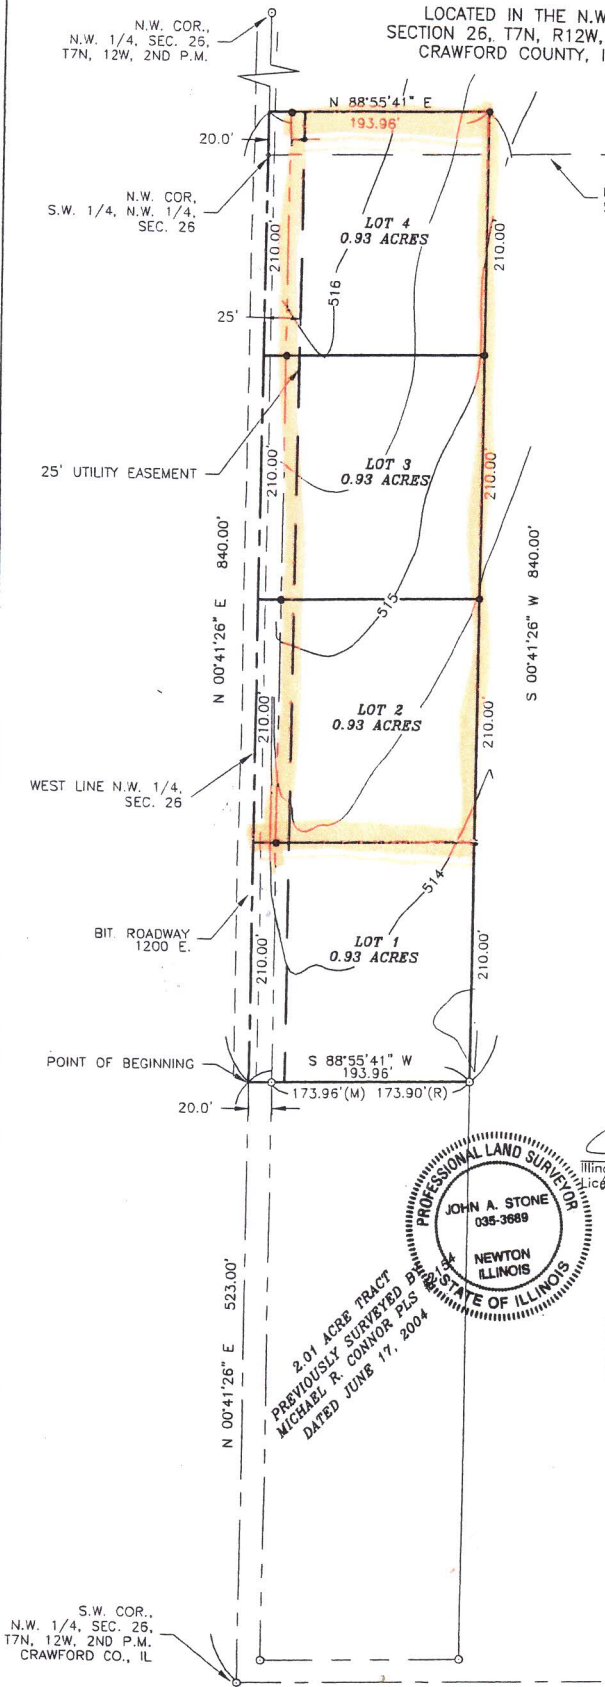 N.W. COR.,
N.W. 1/4, SEC. 26,
T7N, 12W, 2ND P.M.
LOCATED IN THE N.W
SECTION 26, T7N, R12W,
CRAWFORD COUNTY, I
N 88°55'41" E
193.96'
20.0'
N.W. COR,
S.W. 1/4, N.W. 1/4,
SEC. 26
LOT 4
0.93 ACRES
210.00'
210.00'
516
25'
25' UTILITY EASEMENT
LOT 3
0.93 ACRES
210.00'
210.00'
N 00°41'26" E 840.00'
S 00°41'26" W 840.00'
515
LOT 2
0.93 ACRES
210.00'
210.00'
WEST LINE N.W. 1/4,
SEC. 26
514
BIT. ROADWAY
1200 E.
LOT 1
0.93 ACRES
210.00'
210.00'
POINT OF BEGINNING
S 88°55'41" W
193.96'
173.96'(M) 173.90'(R)
20.0'
PROFESSIONAL LAND SURVEYOR
JOHN A. STONE
035-3689
NEWTON
ILLINOIS
STATE OF ILLINOIS
2.01 ACRE TRACT
PREVIOUSLY SURVEYED BY
MICHAEL R. CONNOR PLS
DATED JUNE 17, 2004
N 00°41'26" E 523.00'
S.W. COR.,
N.W. 1/4, SEC. 26,
T7N, 12W, 2ND P.M.
CRAWFORD CO., IL